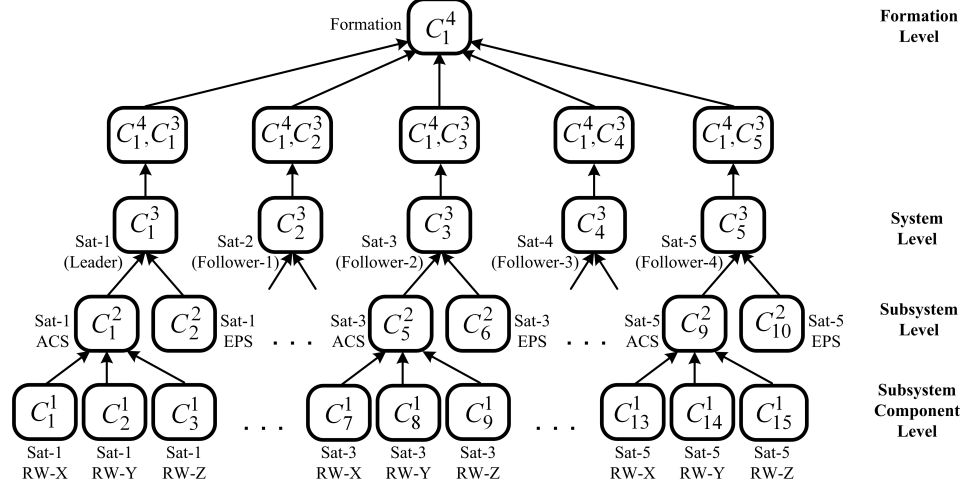 Formation
C_1^4
Formation
Level
C_1^4,C_1^3
C_1^4,C_2^3
C_1^4,C_3^3
C_1^4,C_4^3
C_1^4,C_5^3
C_1^3
C_2^3
C_3^3
C_4^3
C_5^3
System
Level
Sat-1
(Leader)
Sat-2
(Follower-1)
Sat-3
(Follower-2)
Sat-4
(Follower-3)
Sat-5
(Follower-4)
Sat-1
ACS
C_1^2
C_2^2
Sat-1
EPS
. . .
Sat-3
ACS
C_5^2
C_6^2
Sat-3
EPS
. . .
Sat-5
ACS
C_9^2
C_10^2
Sat-5
EPS
Subsystem
Level
C_1^1
C_2^1
C_3^1
. . .
C_7^1
C_8^1
C_9^1
. . .
C_13^1
C_14^1
C_15^1
Subsystem
Component
Level
Sat-1
RW-X
Sat-1
RW-Y
Sat-1
RW-Z
Sat-3
RW-X
Sat-3
RW-Y
Sat-3
RW-Z
Sat-5
RW-X
Sat-5
RW-Y
Sat-5
RW-Z